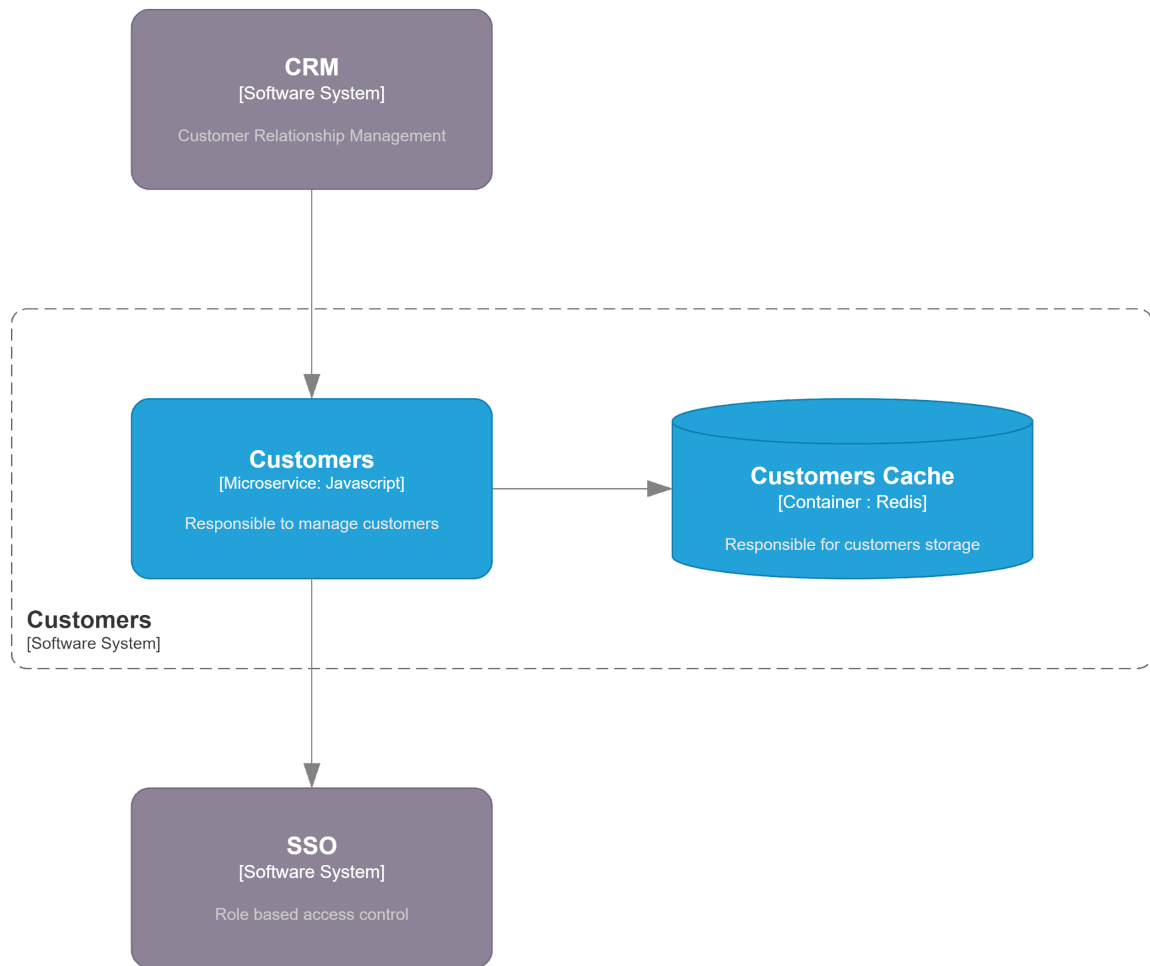 CRM
[Software System]
Customer Relationship Management
Customers
[Microservice: Javascript]
Responsible to manage customers
Customers Cache
[Container : Redis]
Responsible for customers storage
Customers
[Software System]
SSO
[Software System]
Role based access control